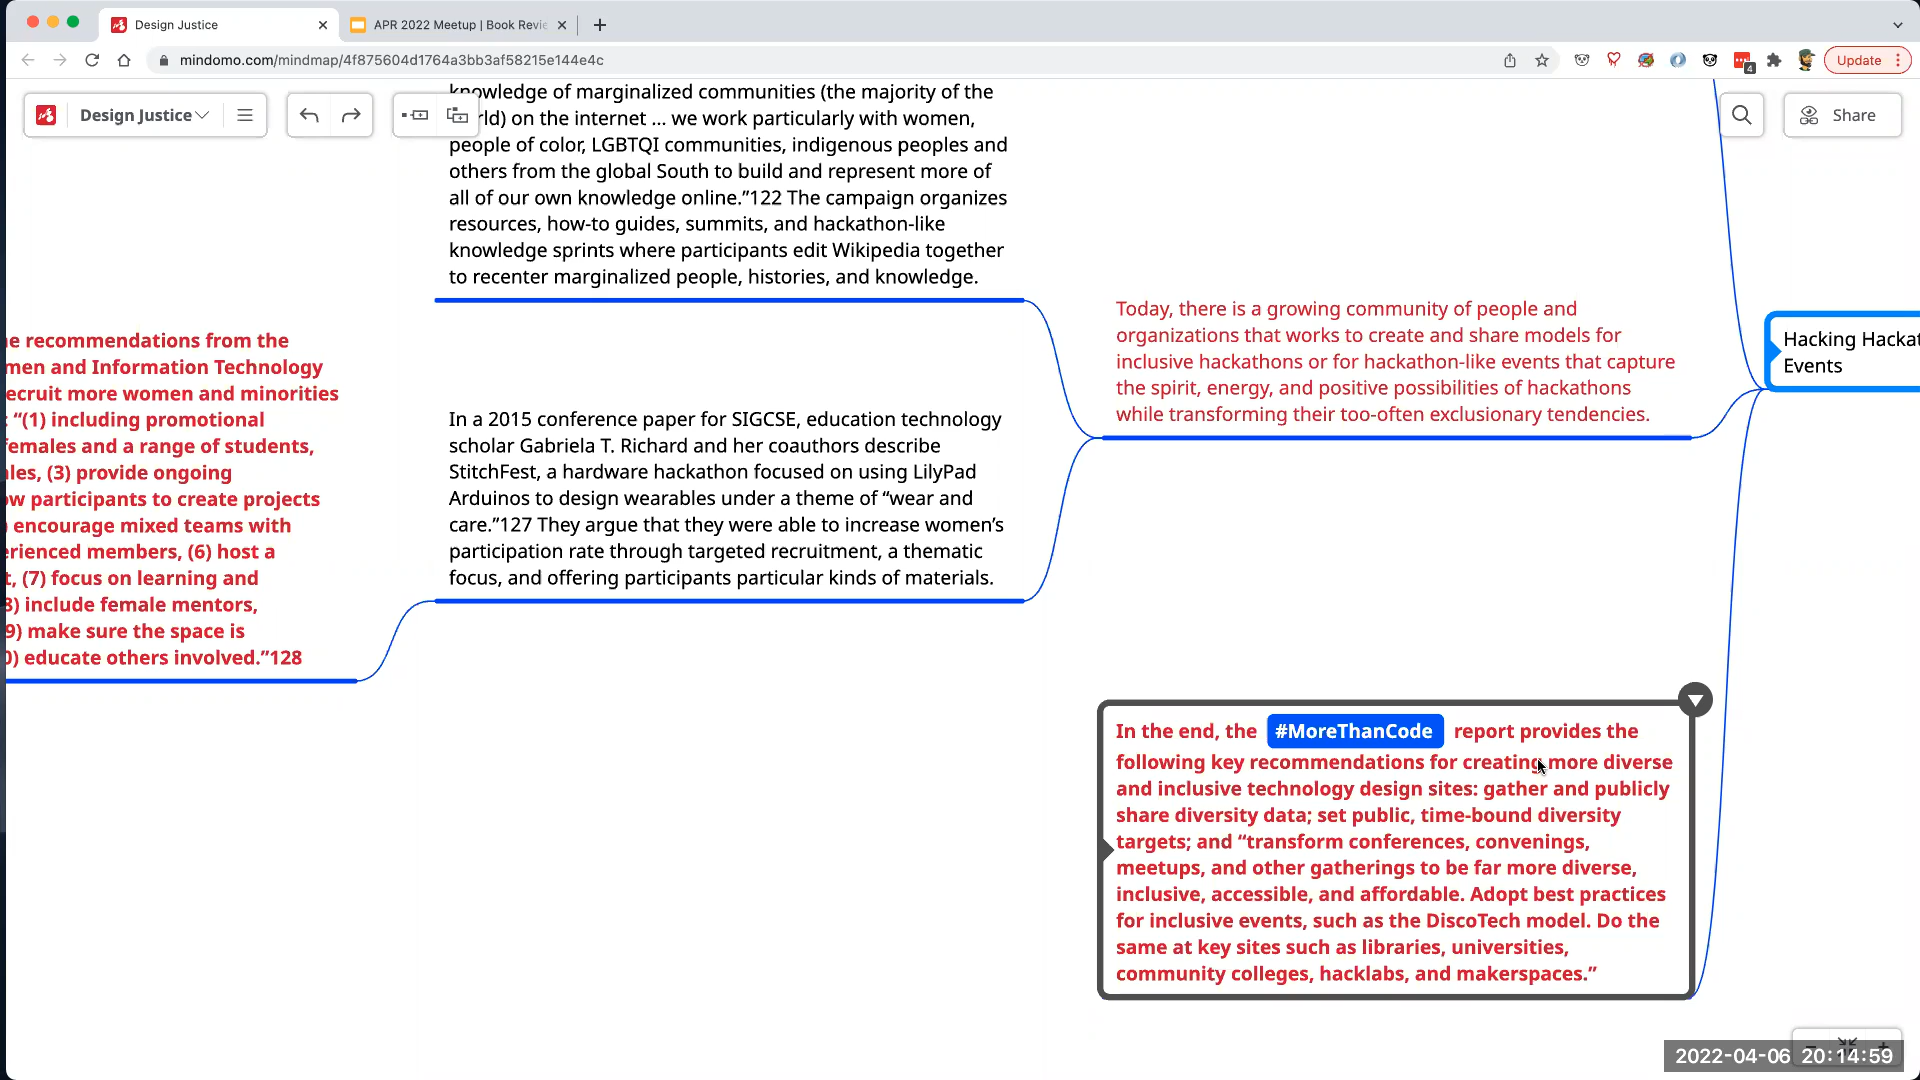 Design Justice
APR 2022 Meetup | Book Revie
mindomo.com/mindmap/4f875604d1764a3bb3af58215e144e4c
4
Update
Design Justice
Share
knowledge of marginalized communities (the majority of the
rld) on the internet ... we work particularly with women,
people of color, LGBTQI communities, indigenous peoples and
others from the global South to build and represent more of
all of our own knowledge online.”122 The campaign organizes
resources, how-to guides, summits, and hackathon-like
knowledge sprints where participants edit Wikipedia together
to recenter marginalized people, histories, and knowledge.
e recommendations from the
men and Information Technology
ecruit more women and minorities
: “(1) including promotional
females and a range of students,
ales, (3) provide ongoing
ow participants to create projects
) encourage mixed teams with
erienced members, (6) host a
t, (7) focus on learning and
8) include female mentors,
9) make sure the space is
0) educate others involved.”128
In a 2015 conference paper for SIGCSE, education technology
scholar Gabriela T. Richard and her coauthors describe
StitchFest, a hardware hackathon focused on using LilyPad
Arduinos to design wearables under a theme of “wear and
care.”127 They argue that they were able to increase women’s
participation rate through targeted recruitment, a thematic
focus, and offering participants particular kinds of materials.
Today, there is a growing community of people and
organizations that works to create and share models for
inclusive hackathons or for hackathon-like events that capture
the spirit, energy, and positive possibilities of hackathons
while transforming their too-often exclusionary tendencies.
Hacking Hackat
Events
In the end, the #MoreThanCode report provides the
following key recommendations for creating more diverse
and inclusive technology design sites: gather and publicly
share diversity data; set public, time-bound diversity
targets; and “transform conferences, convenings,
meetups, and other gatherings to be far more diverse,
inclusive, accessible, and affordable. Adopt best practices
for inclusive events, such as the DiscoTech model. Do the
same at key sites such as libraries, universities,
community colleges, hacklabs, and makerspaces.”
2022-04-06 20:14:59